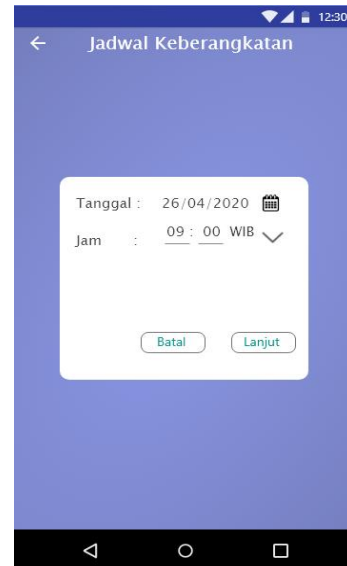 12:30
Jadwal Keberangkatan
Tanggal : 26/04/2020
Jam : 09 : 00 WIB
Batal Lanjut